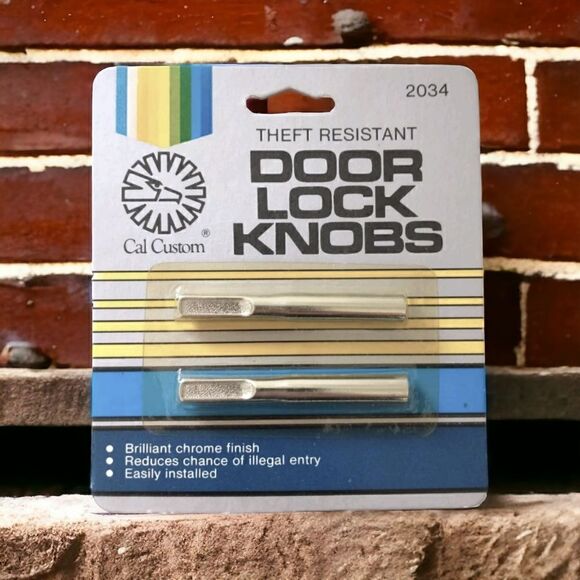 2034
THEFT RESISTANT
DOOR
LOCK
KNOBS
Cal Custom®
• Brilliant chrome finish
• Reduces chance of illegal entry
• Easily installed